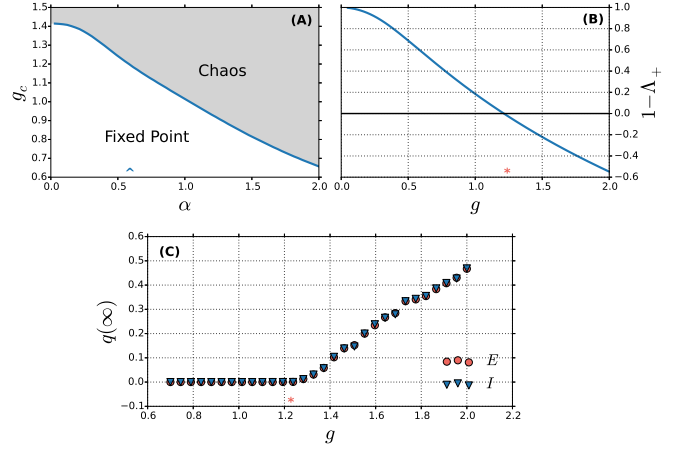 (A)
1.5
1.4
1.3
1.2
1.1
1.0
0.9
0.8
0.7
0.6
g_c
Chaos
Fixed Point
0.0 0.5 1.0 1.5 2.0
α
(B)
1.0
0.8
0.6
0.4
0.2
0.0
−0.2
−0.4
−0.6
1−Λ₊
*
0.0 0.5 1.0 1.5 2.0
g
(C)
0.6
0.5
0.4
0.3
0.2
0.1
0.0
−0.1
q(∞)
E
I
*
0.6 0.8 1.0 1.2 1.4 1.6 1.8 2.0 2.2
g